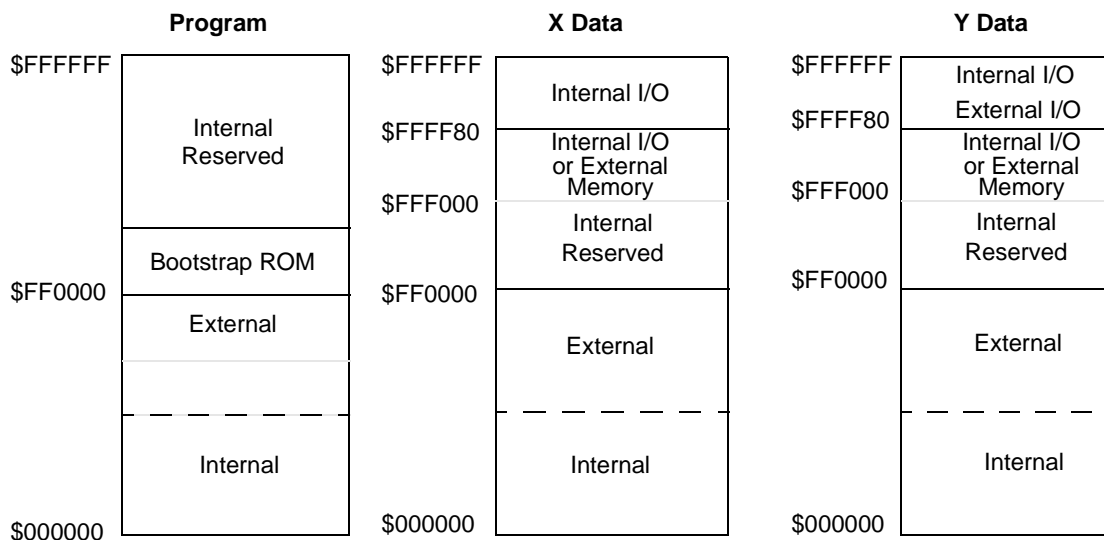 Program
$FFFFFF
Internal
Reserved
Bootstrap ROM
$FF0000
External
Internal
$000000
X Data
$FFFFFF
Internal I/O
$FFFF80
Internal I/O
or External
Memory
$FFF000
Internal
Reserved
$FF0000
External
Internal
$000000
Y Data
$FFFFFF
Internal I/O
External I/O
$FFFF80
Internal I/O
or External
Memory
$FFF000
Internal
Reserved
$FF0000
External
Internal
$000000